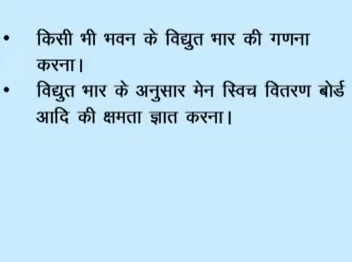 • किसी भी भवन के विद्युत भार की गणना
करना।
• विद्युत भार के अनुसार मेन स्विच वितरण बोर्ड
आदि की क्षमता ज्ञात करना।